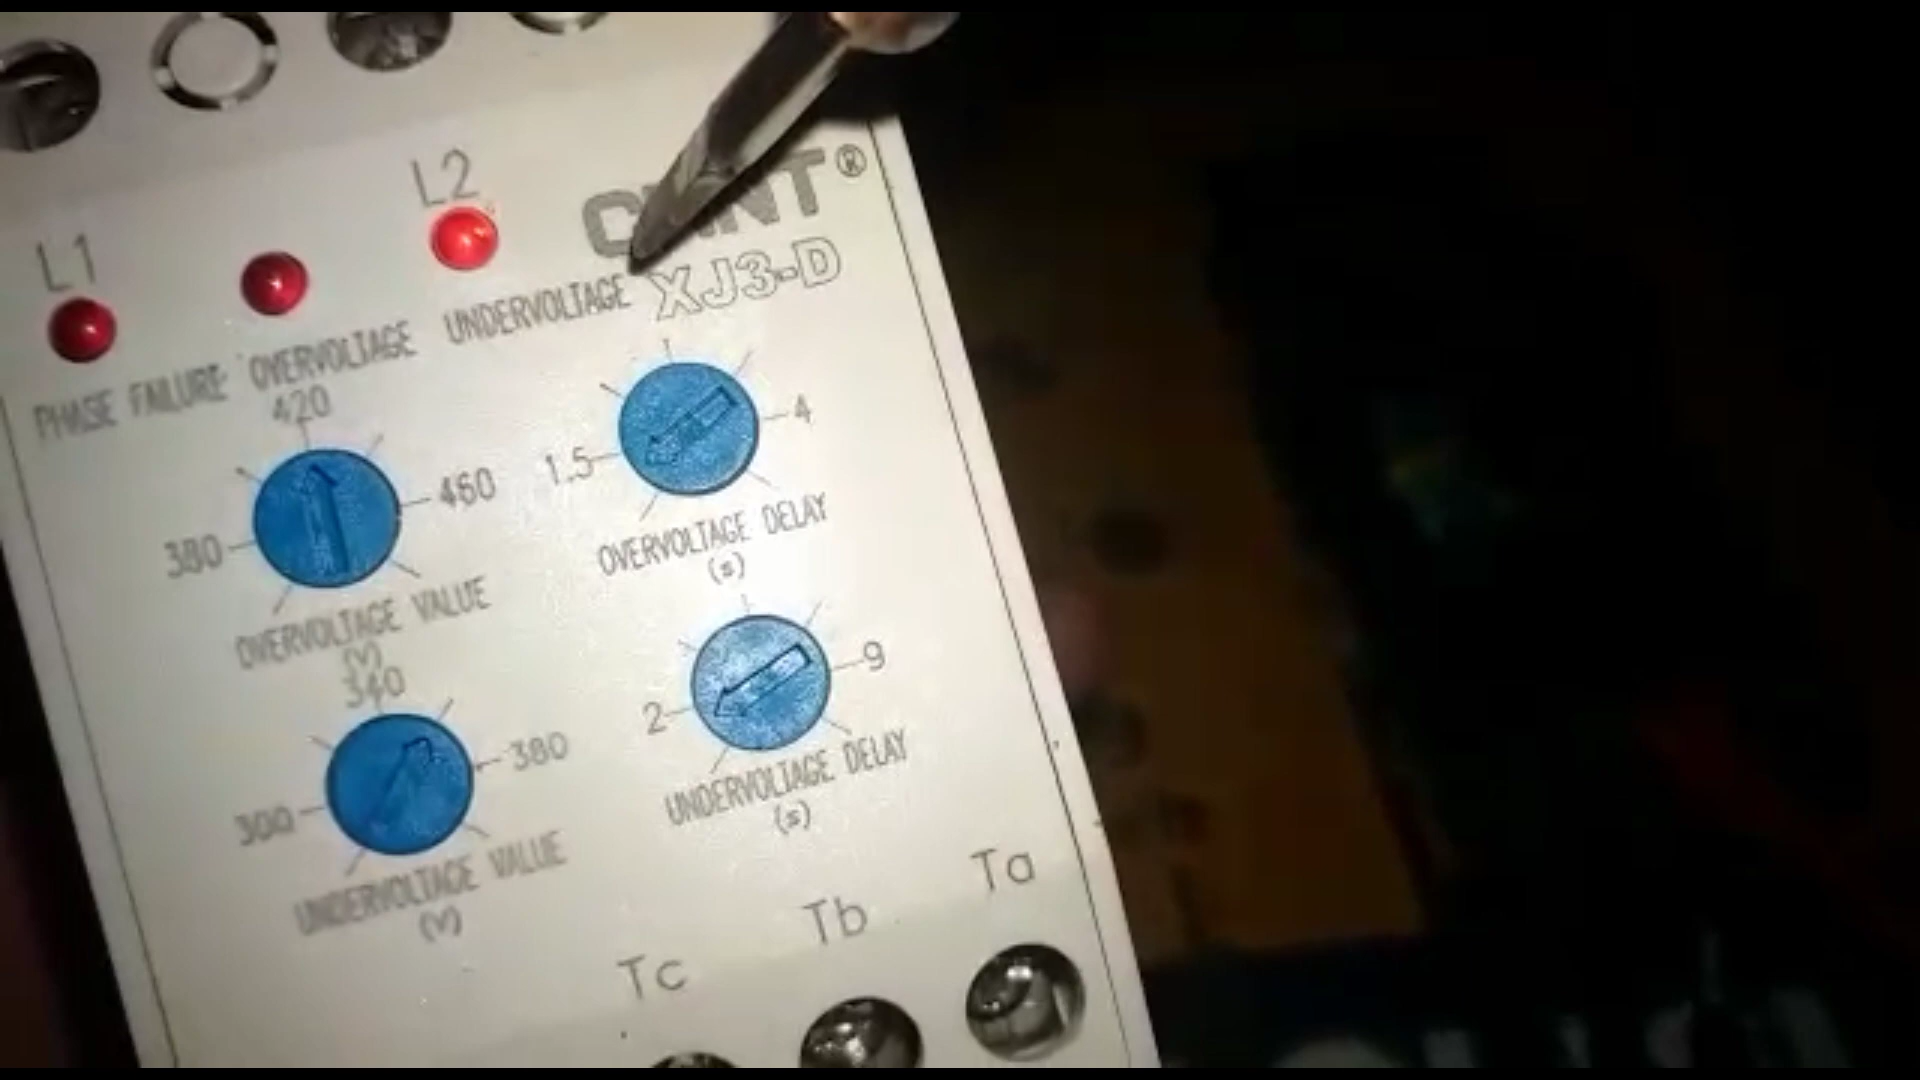 L1 L2
XJ3-D
PHASE FAILURE OVERVOLTAGE UNDERVOLTAGE
420
380 460
OVERVOLTAGE VALUE
(V)
1.5 4
OVERVOLTAGE DELAY
(s)
340
300 380
UNDERVOLTAGE VALUE
(V)
2 9
UNDERVOLTAGE DELAY
(s)
Tc Tb Ta